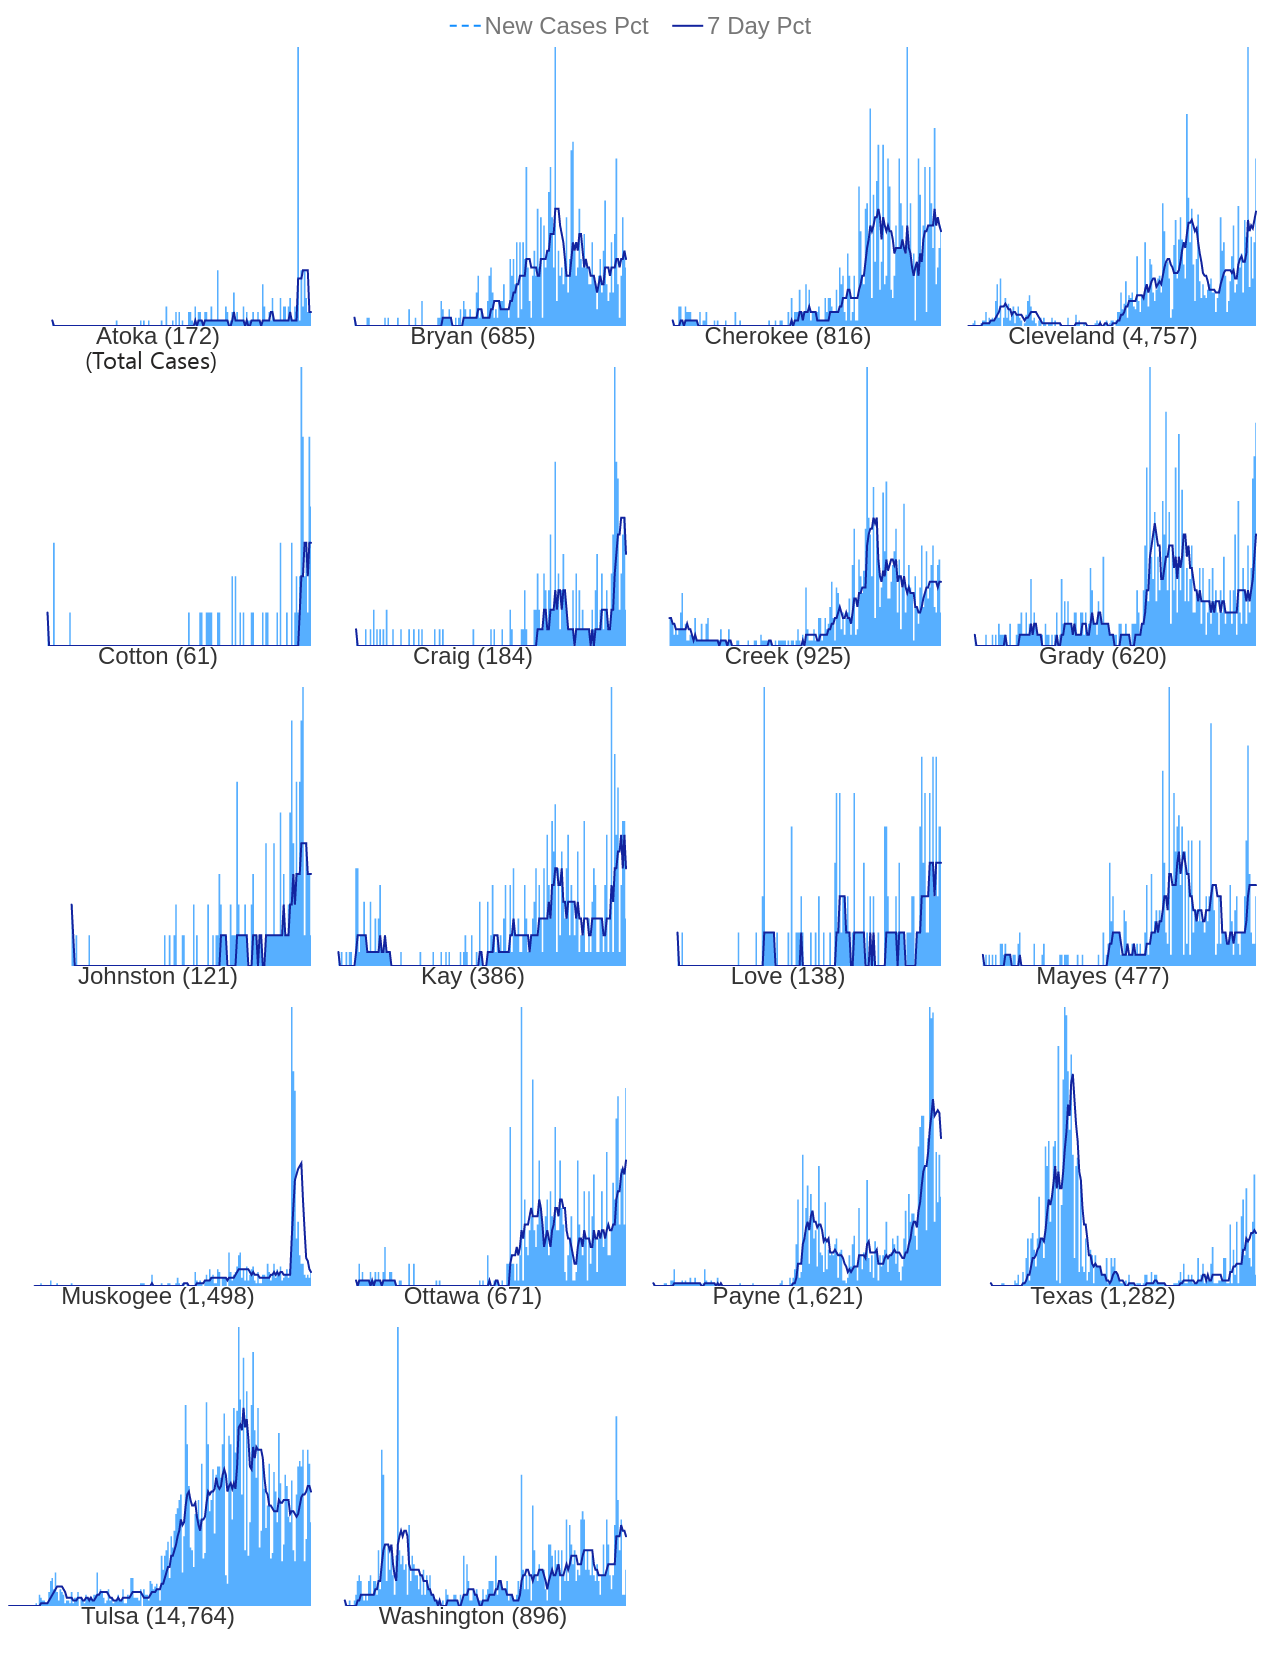 New Cases Pct 7 Day Pct
Atoka (172) Bryan (685) Cherokee (816) Cleveland (4,757)
(Total Cases)
Cotton (61) Craig (184) Creek (925) Grady (620)
Johnston (121) Kay (386) Love (138) Mayes (477)
Muskogee (1,498) Ottawa (671) Payne (1,621) Texas (1,282)
Tulsa (14,764) Washington (896)